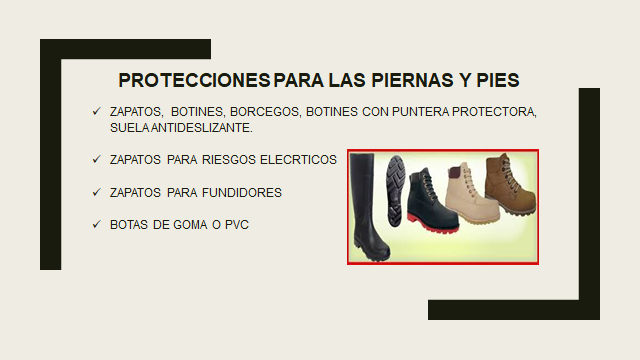 PROTECCIONES PARA LAS PIERNAS Y PIES
✓ ZAPATOS, BOTINES, BORCEGOS, BOTINES CON PUNTERA PROTECTORA,
SUELA ANTIDESLIZANTE.
✓ ZAPATOS PARA RIESGOS ELECRTICOS
✓ ZAPATOS PARA FUNDIDORES
✓ BOTAS DE GOMA O PVC